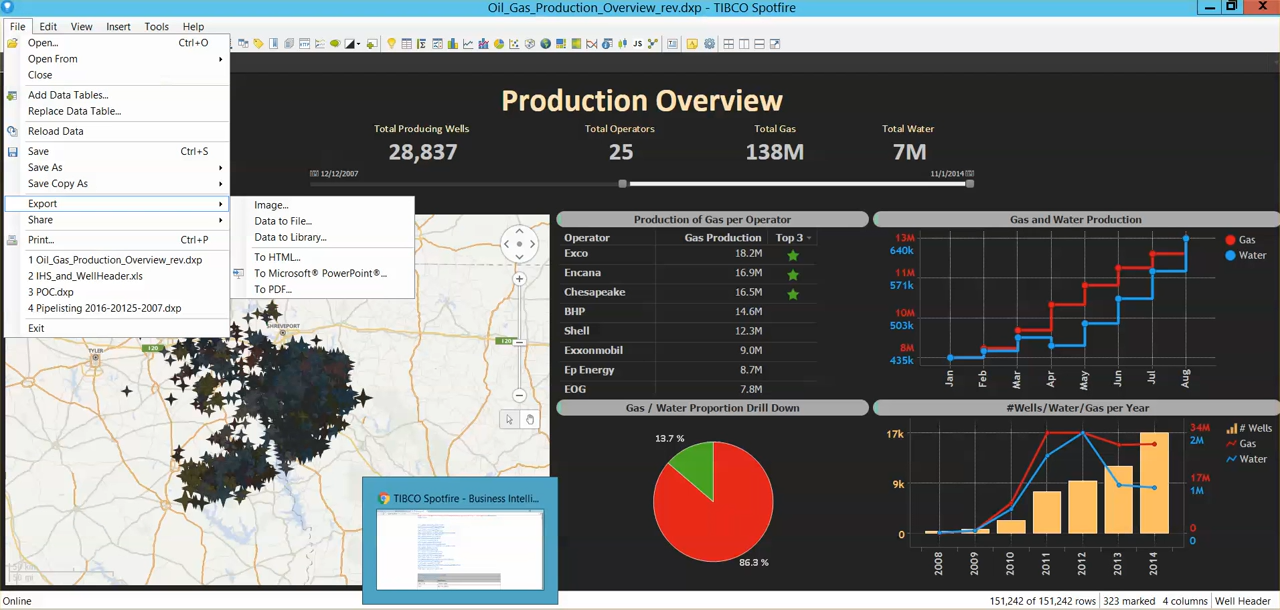 Oil_Gas_Production_Overview_rev.dxp - TIBCO Spotfire
File Edit View Insert Tools Help
Open... Ctrl+O
Open From
Close
Add Data Tables...
Replace Data Table...
Reload Data
Save Ctrl+S
Save As
Save Copy As
Export
Share
Print... Ctrl+P
1 Oil_Gas_Production_Overview_rev.dxp
2 IHS_and_WellHeader.xls
3 POC.dxp
4 Pipelisting 2016-20125-2007.dxp
Exit
Image...
Data to File...
Data to Library...
To HTML...
To Microsoft® PowerPoint®...
To PDF...
JS
Production Overview
Total Producing Wells Total Operators Total Gas Total Water
28,837 25 138M 7M
12/12/2007 11/1/2014
SHREVEPORT
TYLER
120
120
Production of Gas per Operator
Operator Gas Production Top 3
Exco 18.2M
Encana 16.9M
Chesapeake 16.5M
BHP 14.6M
Shell 12.3M
Exxonmobil 9.0M
Ep Energy 8.7M
EOG 7.8M
Gas and Water Production
13M
640k
11M
571k
10M
503k
8M
435k
Jan Feb Mar Apr May Jun Jul Aug
Gas
Water
Gas / Water Proportion Drill Down
13.7 %
86.3 %
#Wells/Water/Gas per Year
17k
9k
0
34M
2M
17M
1M
0
0
2008 2009 2010 2011 2012 2013 2014
# Wells
Gas
Water
TIBCO Spotfire - Business Intelli...
Online 151,242 of 151,242 rows 323 marked 4 columns Well Header